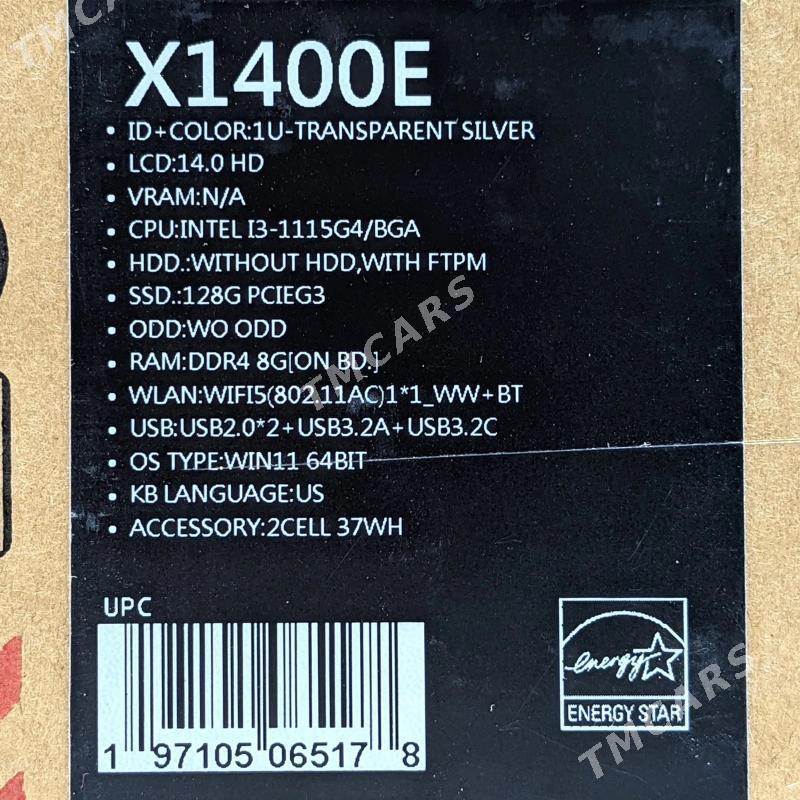 TMCARS
X1400E
• ID+COLOR:1U-TRANSPARENT SILVER
• LCD:14.0 HD
• VRAM:N/A
• CPU:INTEL I3-1115G4/BGA
• HDD.:WITHOUT HDD,WITH FTPM
• SSD.:128G PCIEG3
• ODD:WO ODD
• RAM:DDR4 8G[ON BD.]
TMCARS
• WLAN:WIFI5(802.11AC)1*1_WW+BT
• USB:USB2.0*2+USB3.2A+USB3.2C
• OS TYPE:WIN11 64BIT
• KB LANGUAGE:US
• ACCESSORY:2CELL 37WH
UPC
energy
ENERGY STAR
TMCARS
1 97105 06517 8